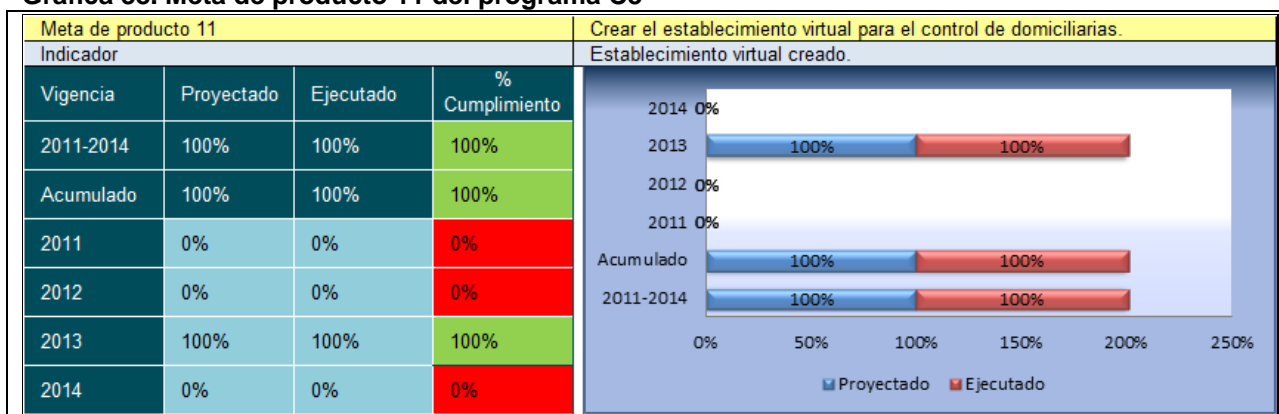 Meta de producto 11 Crear el establecimiento virtual para el control de domiciliarias.
Indicador Establecimiento virtual creado.
Vigencia Proyectado Ejecutado % Cumplimiento
2011-2014 100% 100% 100%
Acumulado 100% 100% 100%
2011 0% 0% 0%
2012 0% 0% 0%
2013 100% 100% 100%
2014 0% 0% 0%
2014 0%
2013 100% 100%
2012 0%
2011 0%
Acumulado 100% 100%
2011-2014 100% 100%
0% 50% 100% 150% 200% 250%
Proyectado Ejecutado